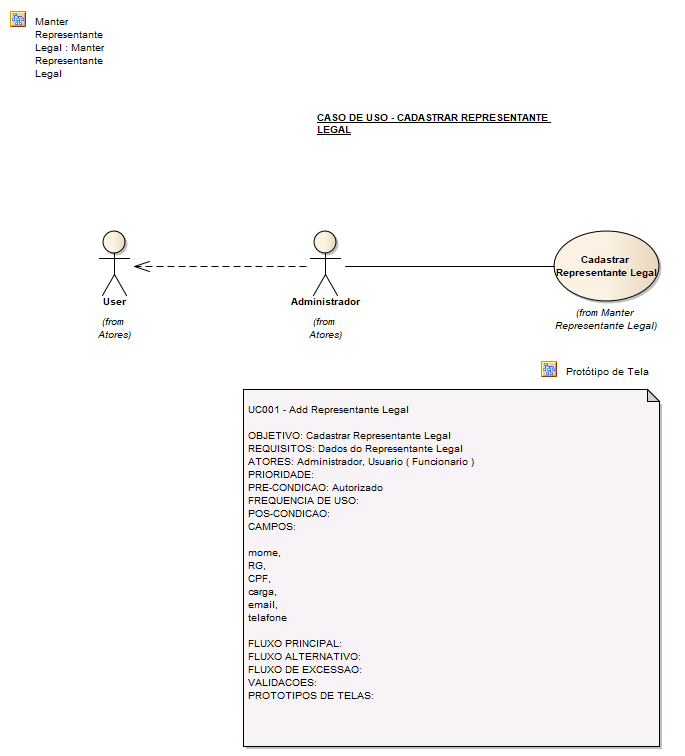 Manter
Representante
Legal : Manter
Representante
Legal
CASO DE USO - CADASTRAR REPRESENTANTE
LEGAL
User
(from
Atores)
Administrador
(from
Atores)
Cadastrar
Representante Legal
(from Manter
Representante Legal)
Protótipo de Tela
UC001 - Add Representante Legal
OBJETIVO: Cadastrar Representante Legal
REQUISITOS: Dados do Representante Legal
ATORES: Administrador, Usuario ( Funcionario )
PRIORIDADE:
PRE-CONDICAO: Autorizado
FREQUENCIA DE USO:
POS-CONDICAO:
CAMPOS:
mome,
RG,
CPF,
carga,
email,
telafone
FLUXO PRINCIPAL:
FLUXO ALTERNATIVO:
FLUXO DE EXCESSAO:
VALIDACOES:
PROTOTIPOS DE TELAS: